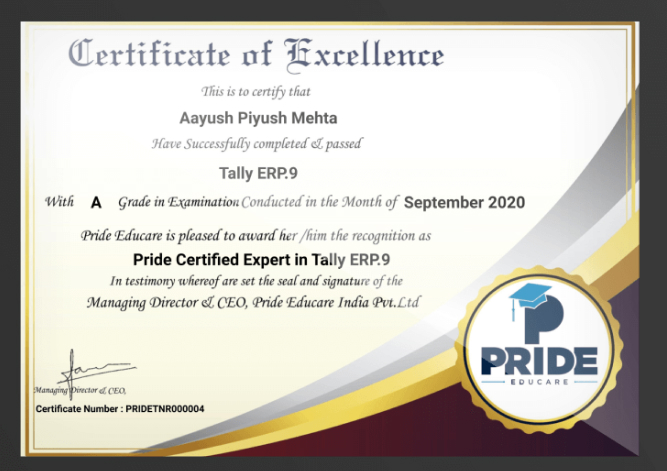 Certificate of Excellence
This is to certify that
Aayush Piyush Mehta
Have Successfully completed & passed
Tally ERP.9
With A Grade in Examination Conducted in the Month of September 2020
Pride Educare is pleased to award her /him the recognition as
Pride Certified Expert in Tally ERP.9
In testimony whereof are set the seal and signature of the
Managing Director & CEO, Pride Educare India Pvt.Ltd
PRIDE
EDUCARE
Managing Director & CEO,
Certificate Number : PRIDETNR000004